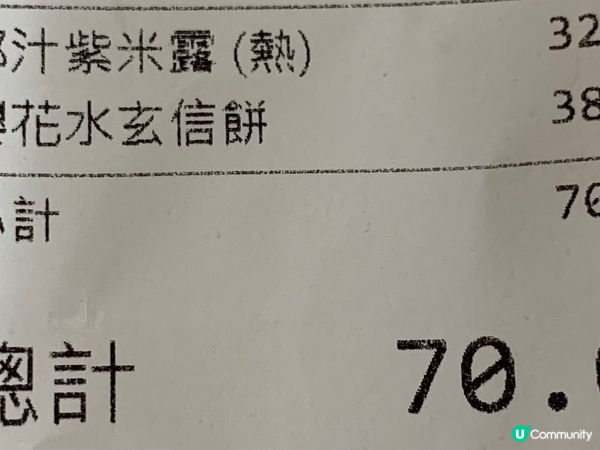 汁紫米露 (熱) 32
花水玄信餅 38
計 70
總計 70.
U Community